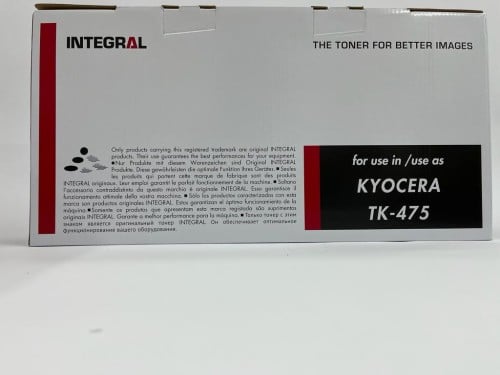 INTEGRAL
THE TONER FOR BETTER IMAGES
Only products carrying this registered trademark are original INTEGRAL
products. Their use guarantees the best performances for your equipment.
■Nur Produkte mit diesem Warenzeichen sind Original INTEGRAL
Produkte. Diese gewährleisten die optimale Funktion Ihres Gerätes. ■ Seules
les produits qui portent cette marque de fabrique sont des produits
INTEGRAL originaux. Leur emploi garantit le parfait fonctionnement de la machine. ■ Soltano
l'accessorio contraddistinto da questo marchio è originale INTEGRAL. Esso garantisce il
funzionamento ottimale della vostra macchina. ■ Sólo los productos caracterizados con esta
marca son productos originales INTEGRAL. Estos garantizan el óptimo funcionamiento de la
máquina. ■ Somente os produtos que apresentam esta marca registada são suprimentos
originais INTEGRAL. Garante a melhor performance para a máquina. ■ Только тонер с этим
знаком является оригинальный тонер INTEGRAL. Он обеспечивает оптимальное
функционирование вашего оборудования.
for use in /use as
KYOCERA
TK-475